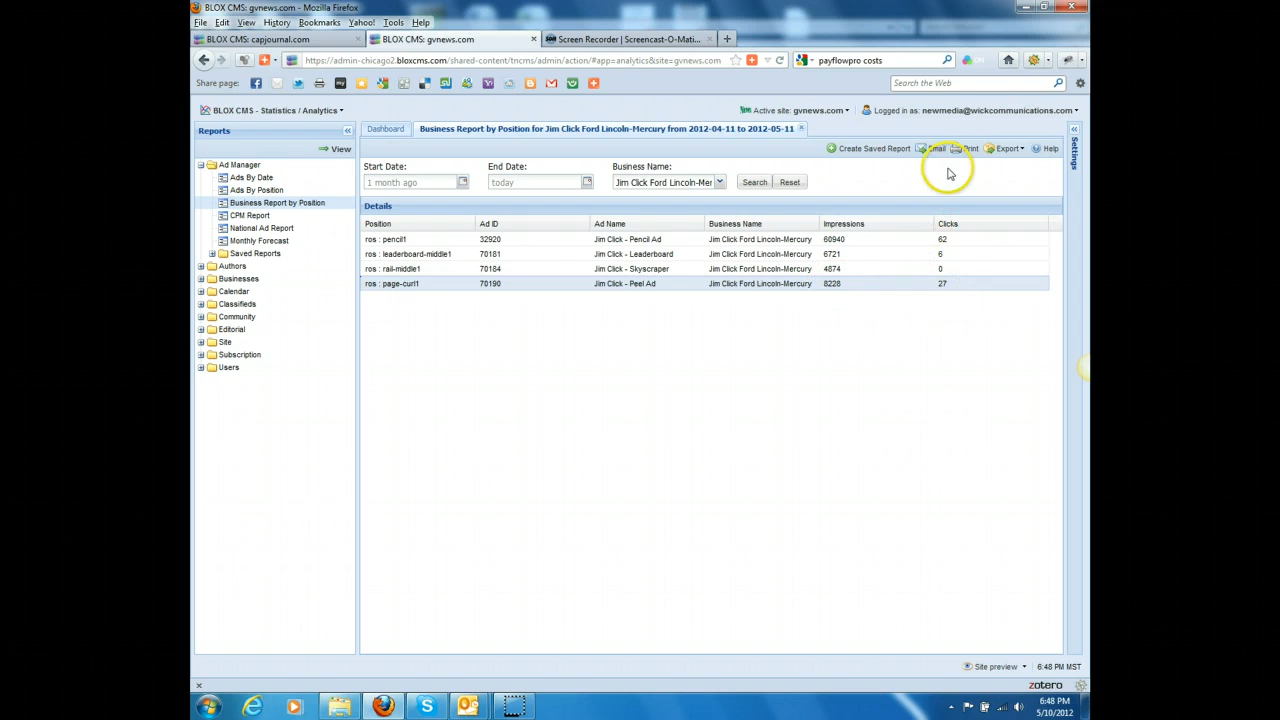 BLOX CMS: gvnews.com - Mozilla Firefox
File Edit View History Bookmarks Yahoo! Tools Help
BLOX CMS: capjournal.com × BLOX CMS: gvnews.com × Screen Recorder | Screencast-O-Mati... × +
https://admin-chicago2.bloxcms.com/shared-content/tncms/admin/action/#app=analytics&site=gvnews.com payflowpro costs
Share page: Search the Web
BLOX CMS - Statistics / Analytics Active site: gvnews.com Logged in as: newmedia@wickcommunications.com
Reports Dashboard Business Report by Position for Jim Click Ford Lincoln-Mercury from 2012-04-11 to 2012-05-11
View Create Saved Report Email Print Export Help Settings
Ad Manager
Ads By Date
Ads By Position
Business Report by Position
CPM Report
National Ad Report
Monthly Forecast
Saved Reports
Authors
Businesses
Calendar
Classifieds
Community
Editorial
Site
Subscription
Users
Start Date: End Date: Business Name:
1 month ago today Jim Click Ford Lincoln-Mer Search Reset
Details
Position Ad ID Ad Name Business Name Impressions Clicks
ros : pencil1 32920 Jim Click - Pencil Ad Jim Click Ford Lincoln-Mercury 60940 62
ros : leaderboard-middle1 70181 Jim Click - Leaderboard Jim Click Ford Lincoln-Mercury 6721 6
ros : rail-middle1 70184 Jim Click - Skyscraper Jim Click Ford Lincoln-Mercury 4874 0
ros : page-curl1 70190 Jim Click - Peel Ad Jim Click Ford Lincoln-Mercury 8228 27
Site preview 6:48 PM MST
zotero
6:48 PM
5/10/2012